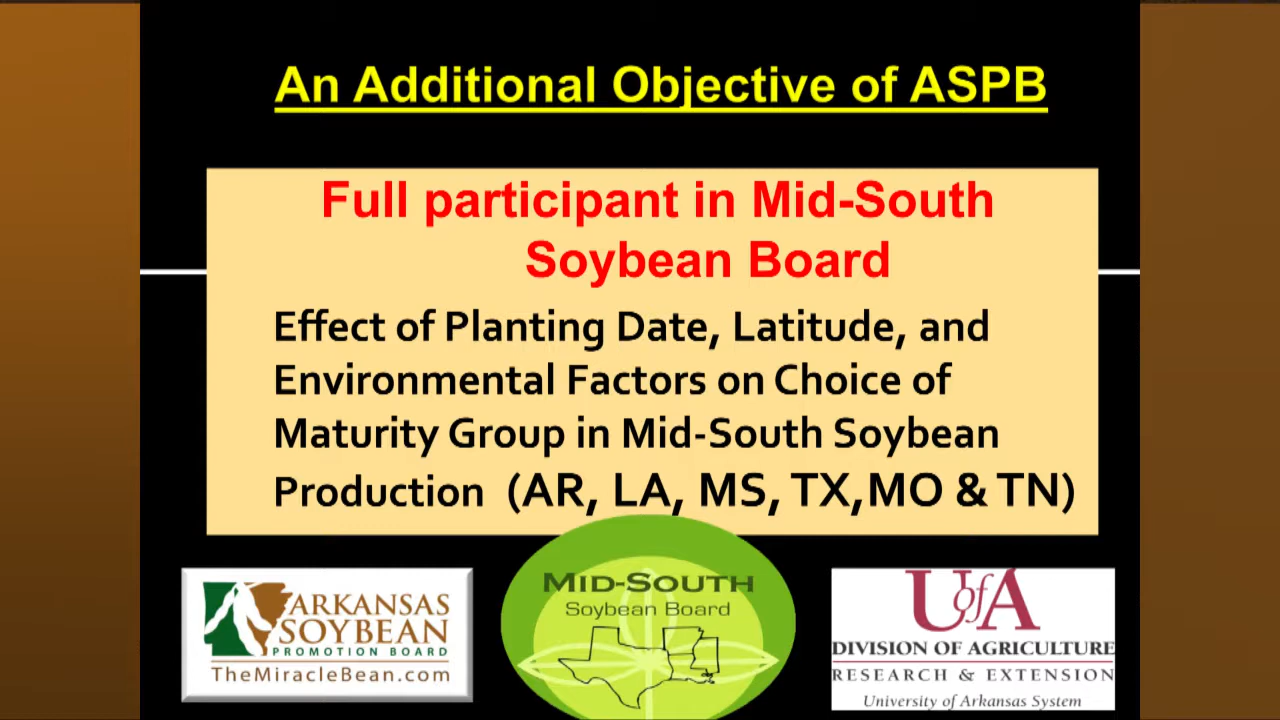 An Additional Objective of ASPB
Full participant in Mid-South
Soybean Board
Effect of Planting Date, Latitude, and
Environmental Factors on Choice of
Maturity Group in Mid-South Soybean
Production (AR, LA, MS, TX,MO & TN)
ARKANSAS
SOYBEAN
PROMOTION BOARD
TheMiracleBean.com
MID-SOUTH
Soybean Board
UofA
DIVISION OF AGRICULTURE
RESEARCH & EXTENSION
University of Arkansas System